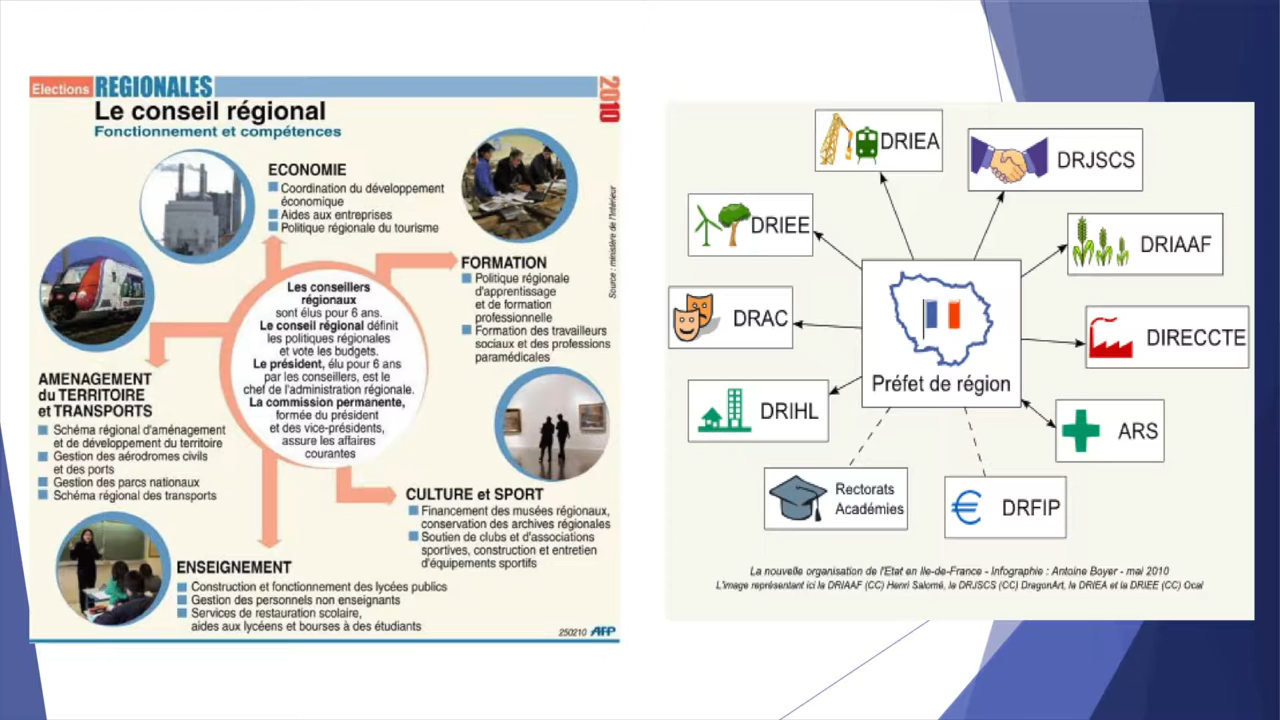 Elections REGIONALES
2010
Le conseil régional
Fonctionnement et compétences
ECONOMIE
Coordination du développement
économique
Aides aux entreprises
Politique régionale du tourisme
Source : ministère de l'Intérieur
FORMATION
Politique régionale
d'apprentissage
et de formation
professionnelle
Formation des travailleurs
sociaux et des professions
paramédicales
Les conseillers
régionaux
sont élus pour 6 ans.
Le conseil régional définit
les politiques régionales
et vote les budgets.
Le président, élu pour 6 ans
par les conseillers, est le
chef de l'administration régionale.
La commission permanente,
formée du président
et des vice-présidents,
assure les affaires
courantes
AMENAGEMENT
du TERRITOIRE
et TRANSPORTS
Schéma régional d'aménagement
et de développement du territoire
Gestion des aérodromes civils
et des ports
Gestion des parcs nationaux
Schéma régional des transports
CULTURE et SPORT
Financement des musées régionaux,
conservation des archives régionales
Soutien de clubs et d'associations
sportives, construction et entretien
d'équipements sportifs
ENSEIGNEMENT
Construction et fonctionnement des lycées publics
Gestion des personnels non enseignants
Services de restauration scolaire,
aides aux lycéens et bourses à des étudiants
250210 AFP
DRIEA
DRJSCS
DRIEE
DRIAAF
DRAC
DIRECCTE
Préfet de région
DRIHL
ARS
Rectorats
Académies
DRFIP
La nouvelle organisation de l'Etat en Ile-de-France - Infographie : Antoine Boyer - mai 2010
L'image représentant ici la DRIAAF (CC) Henri Salomé, la DRJSCS (CC) DragonArt, la DRIEA et la DRIEE (CC) Ocal